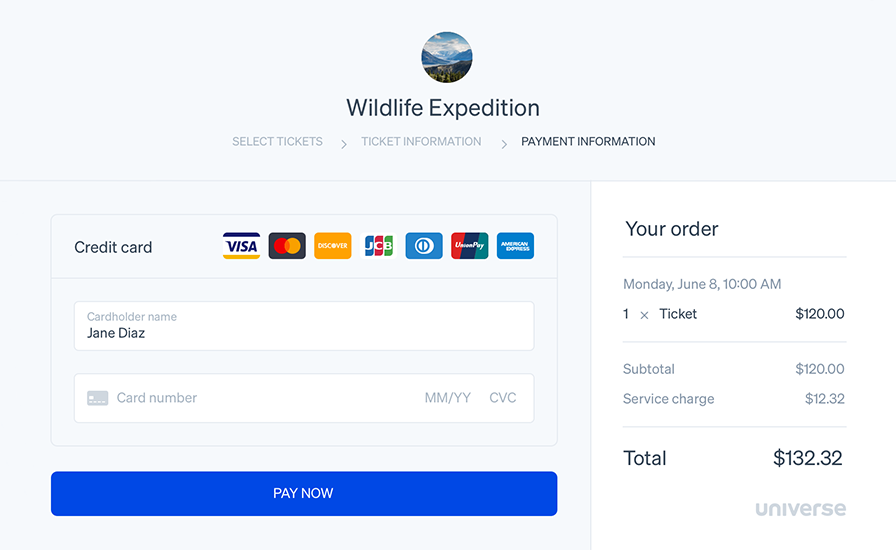 Wildlife Expedition
SELECT TICKETS > TICKET INFORMATION > PAYMENT INFORMATION
Credit card VISA DISCOVER JCB UnionPay AMERICAN EXPRESS
Cardholder name
Jane Diaz
Card number MM/YY CVC
PAY NOW
Your order
Monday, June 8, 10:00 AM
1 × Ticket $120.00
Subtotal $120.00
Service charge $12.32
Total $132.32
universe